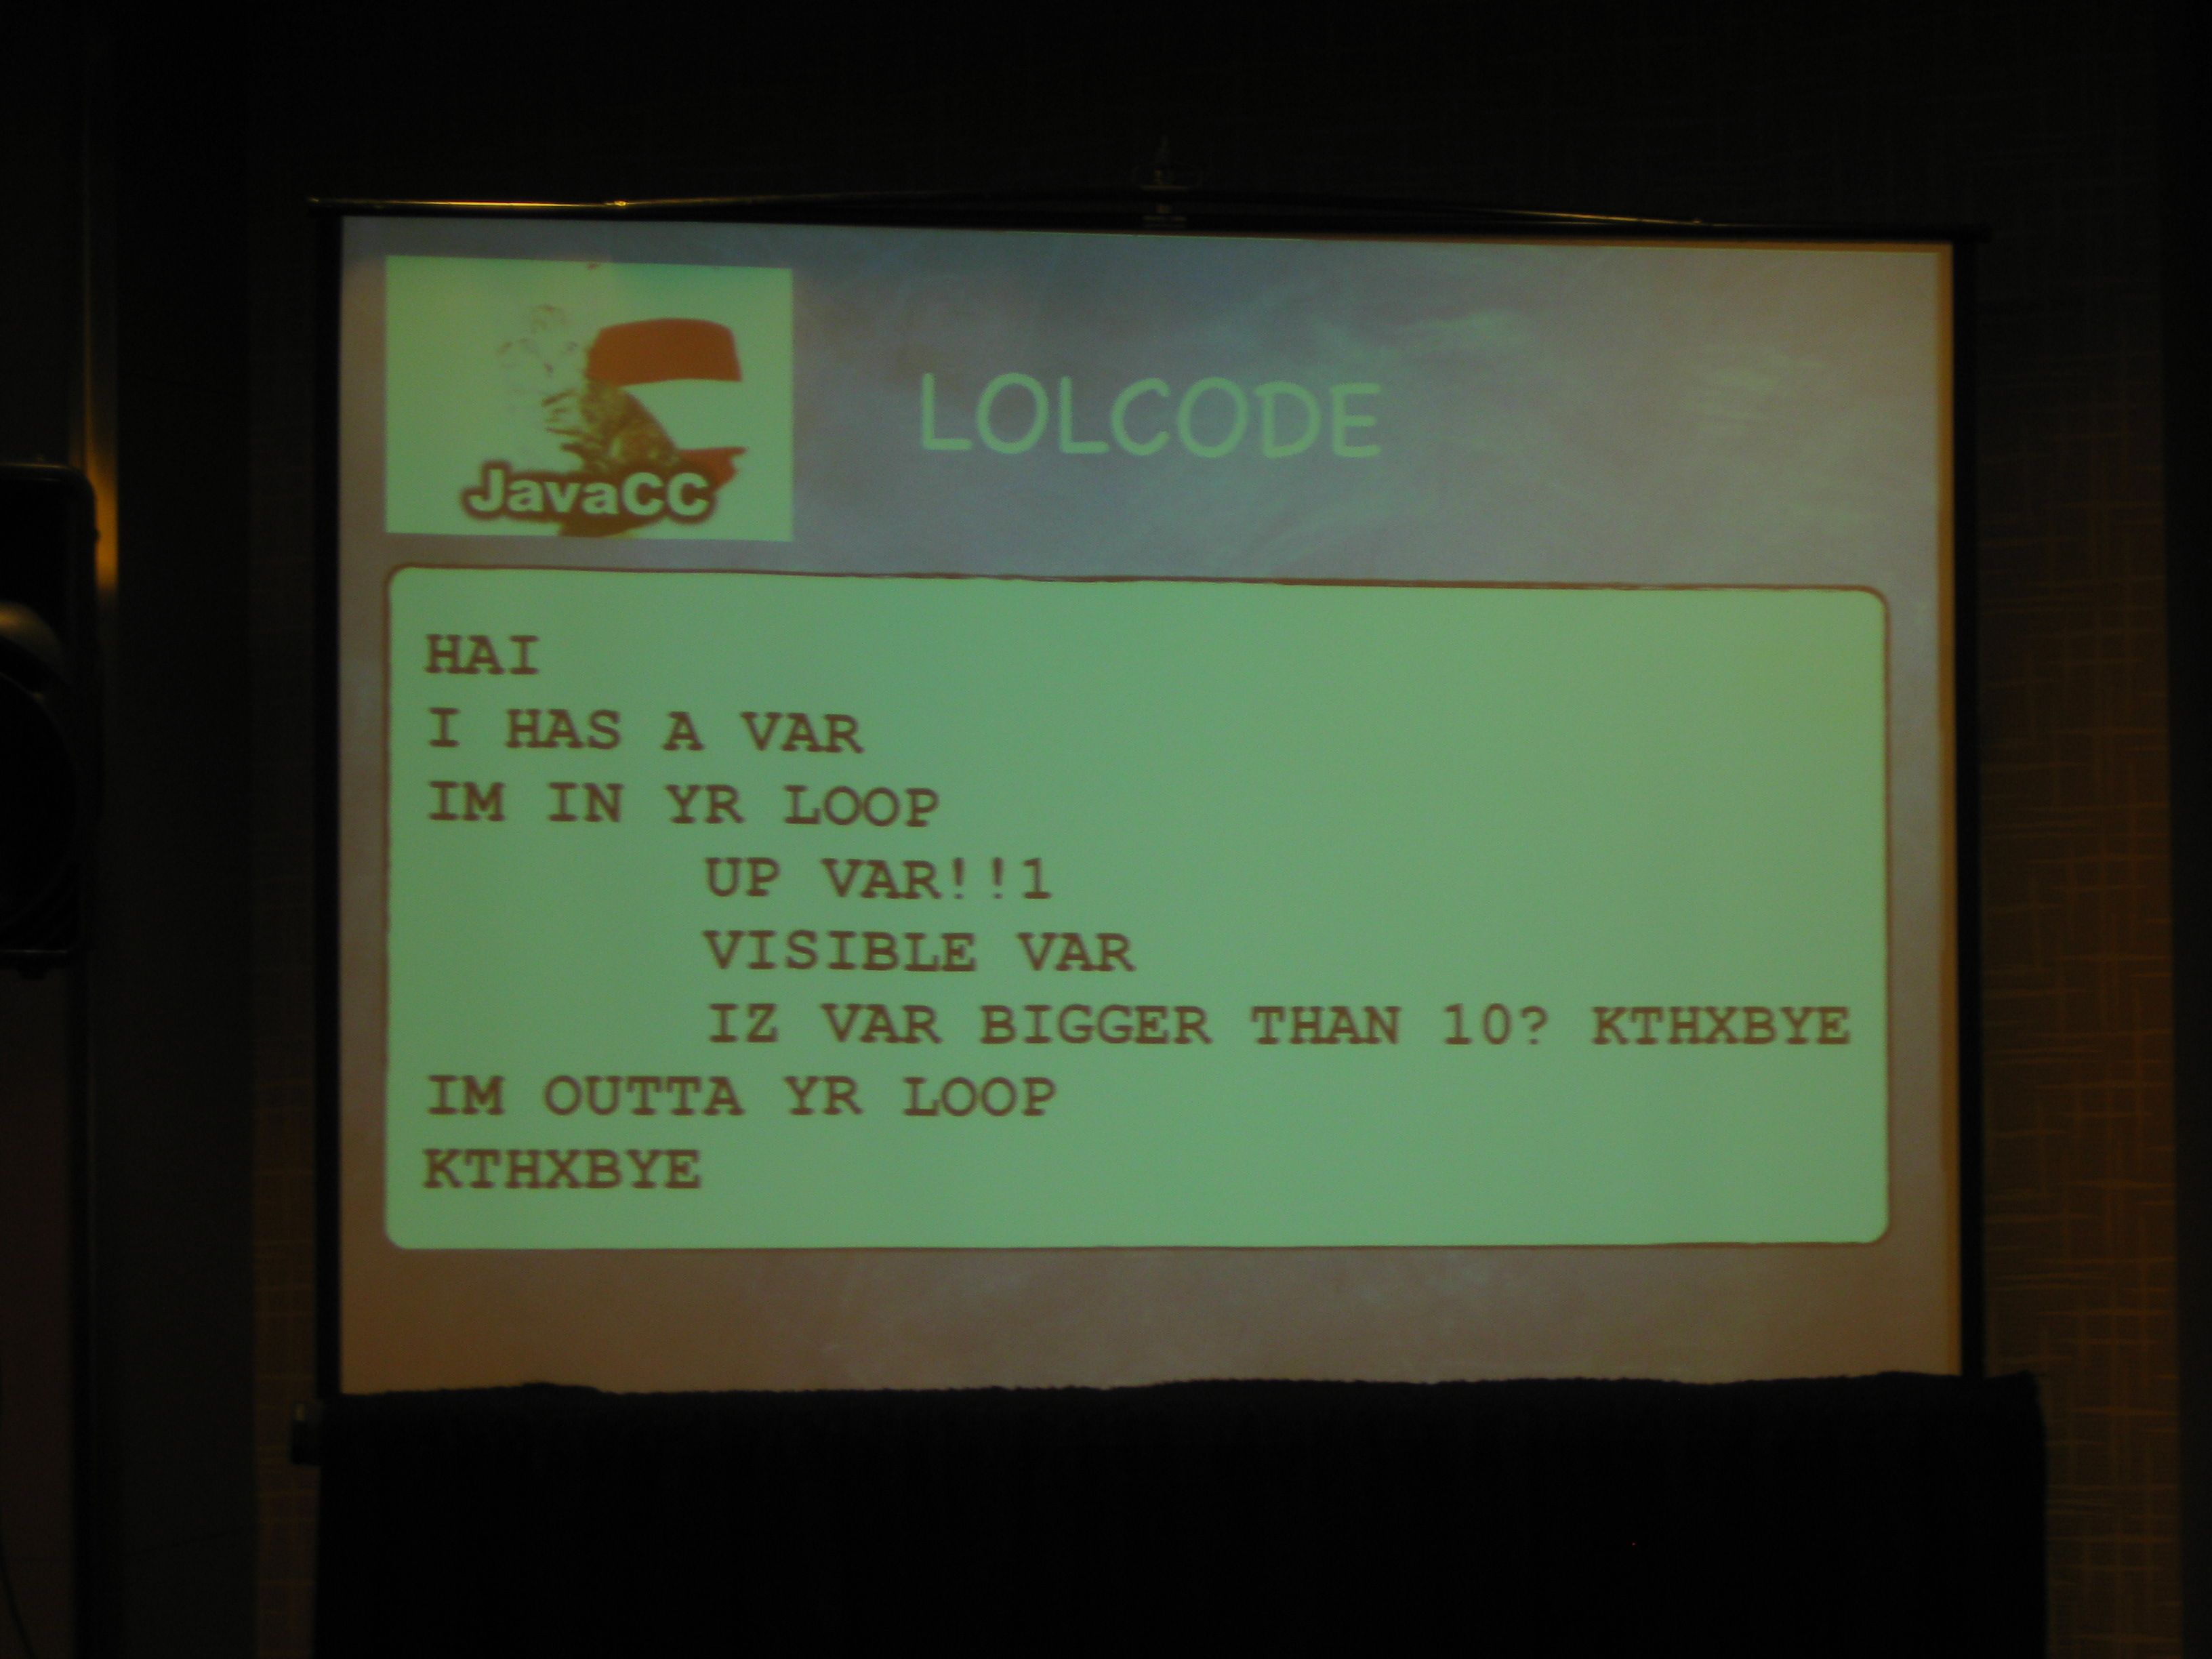 JavaCC
LOLCODE
HAI
I HAS A VAR
IM IN YR LOOP
UP VAR!!1
VISIBLE VAR
IZ VAR BIGGER THAN 10? KTHXBYE
IM OUTTA YR LOOP
KTHXBYE